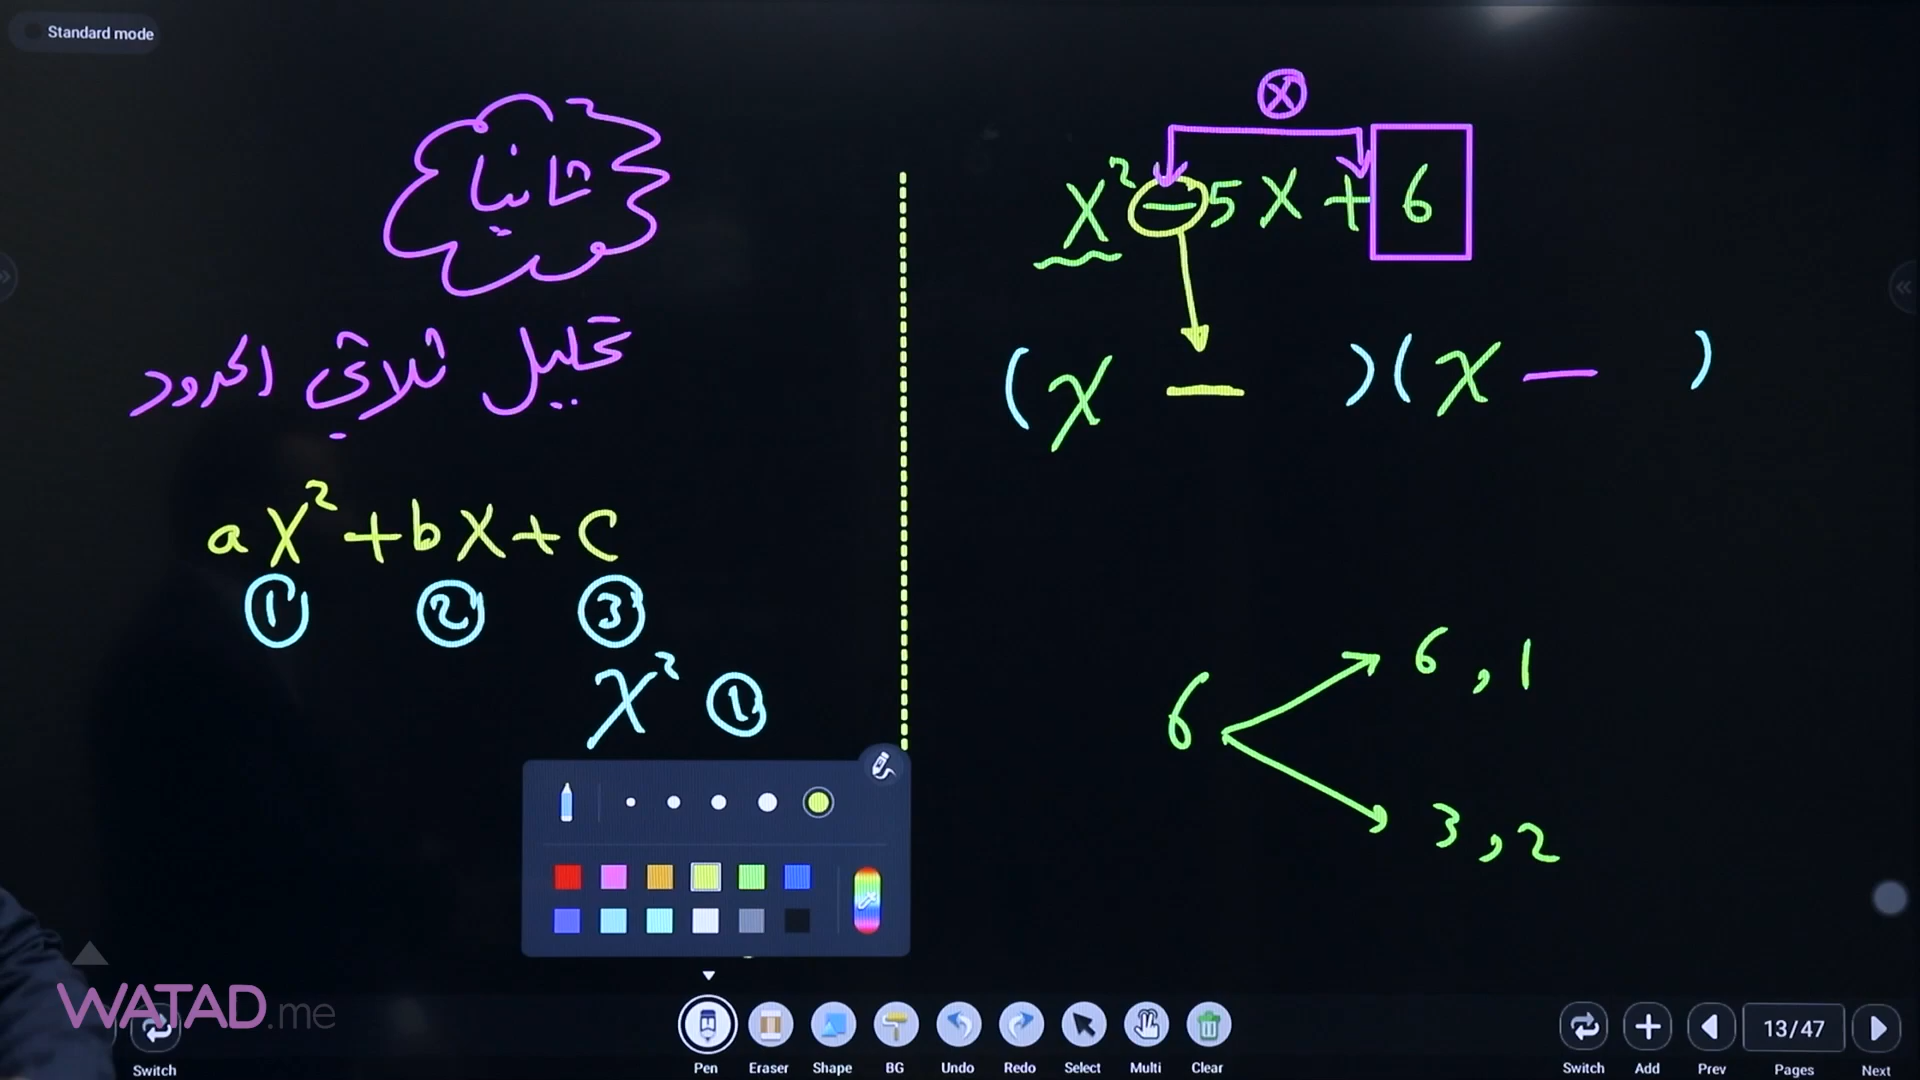 Standard mode
ثانيا
تحليل ثلاثي الحدود
aX² + bX + C
① ② ③
X² ①
ⓧ
X² - 5X + 6
(X - )(X - )
6
6 , 1
3 , 2
WATAD.me
Switch
Pen Eraser Shape BG Undo Redo Select Multi Clear
Switch Add Prev 13/47 Pages Next